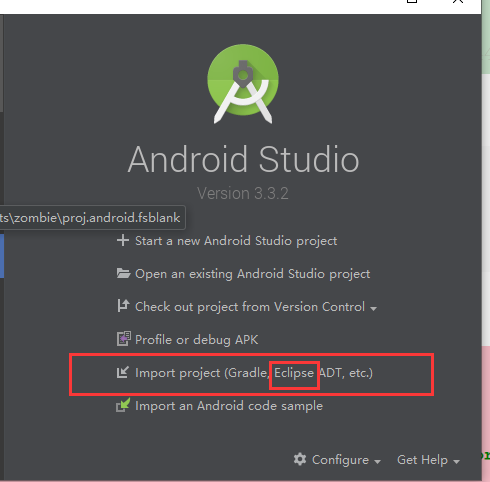 Android Studio
Version 3.3.2
ts\zombie\proj.android.fsblank
Start a new Android Studio project
Open an existing Android Studio project
Check out project from Version Control
Profile or debug APK
Import project (Gradle, Eclipse ADT, etc.)
Import an Android code sample
Configure
Get Help
or